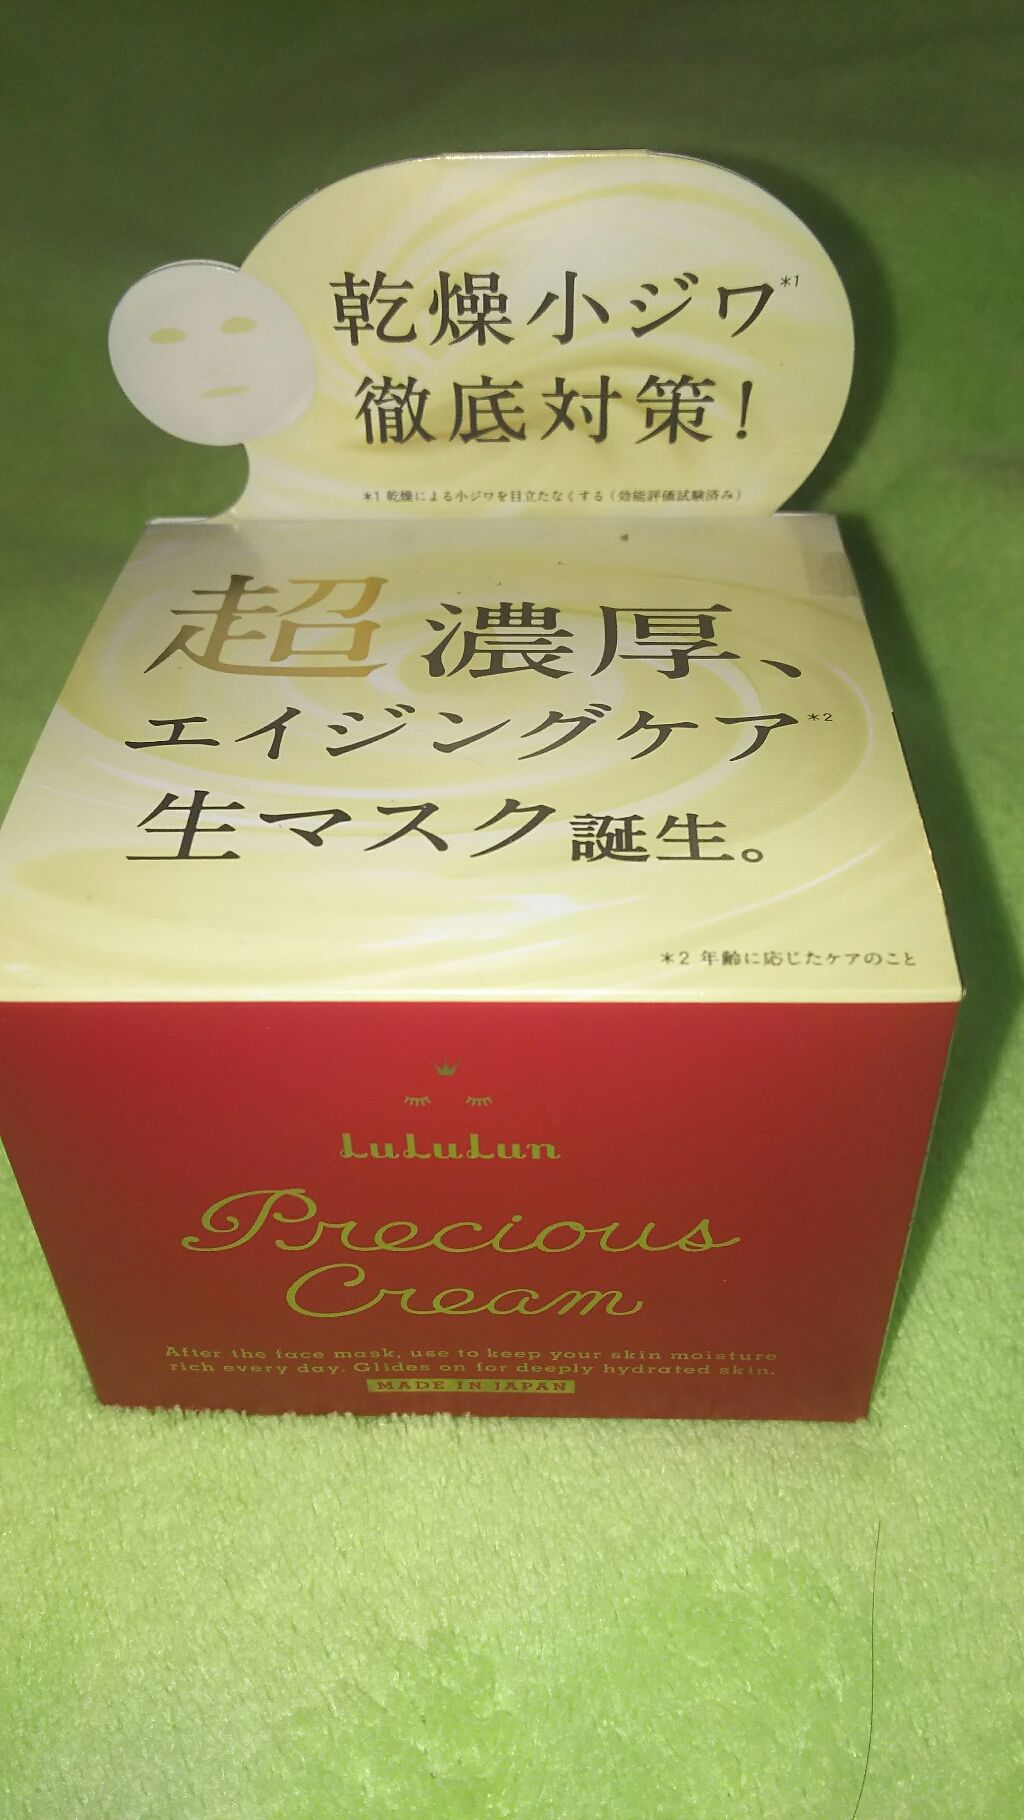 乾燥小ジワ*1
徹底対策!
*1 乾燥による小ジワを目立たなくする(効能評価試験済み)
超濃厚、
エイジングケア*2
生マスク誕生。
*2 年齢に応じたケアのこと
LuLuLun
Precious
Cream
After the face mask, use to keep your skin moisture
rich every day. Glides on for deeply hydrated skin.
MADE IN JAPAN